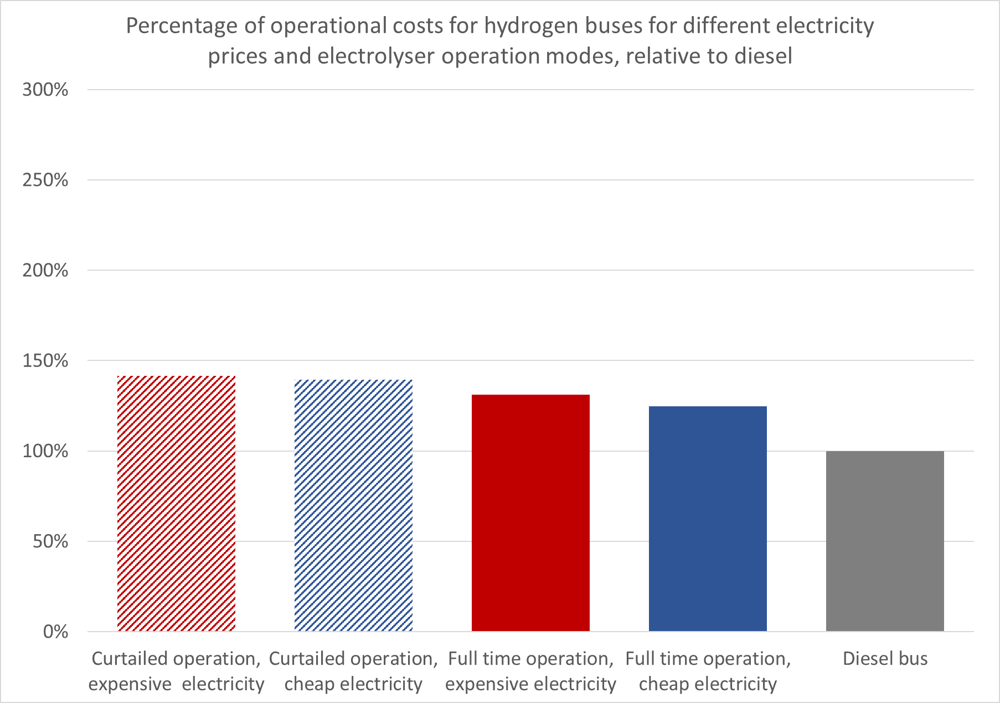 Percentage of operational costs for hydrogen buses for different electricity
prices and electrolyser operation modes, relative to diesel
300%
250%
200%
150%
100%
50%
0%
Curtailed operation,
expensive electricity
Curtailed operation,
cheap electricity
Full time operation,
expensive electricity
Full time operation,
cheap electricity
Diesel bus